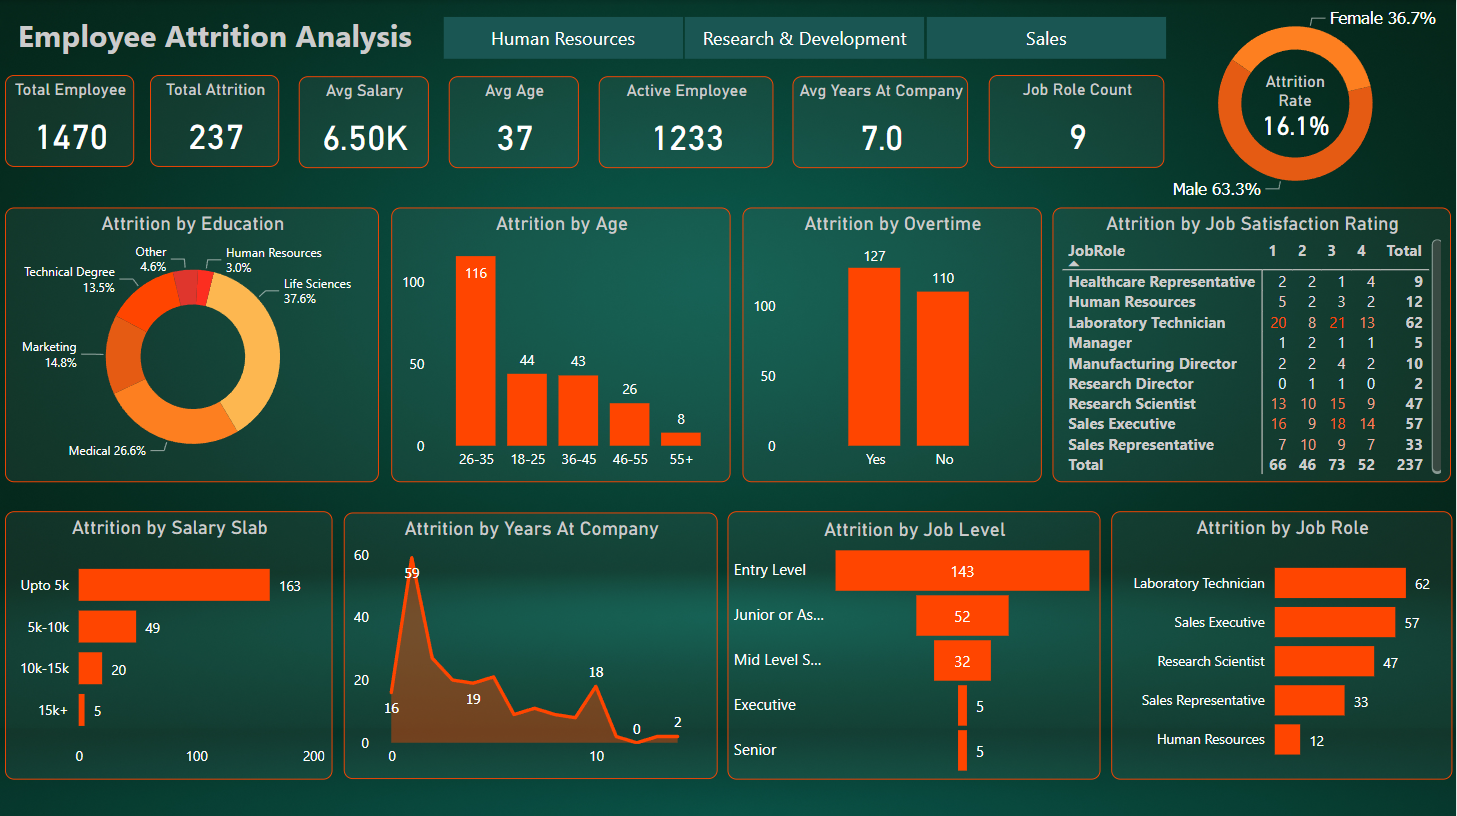 Employee Attrition Analysis
Human Resources
Research & Development
Sales
Female 36.7%
Attrition
Rate
16.1%
Male 63.3%
Total Employee
1470
Total Attrition
237
Avg Salary
6.50K
Avg Age
37
Active Employee
1233
Avg Years At Company
7.0
Job Role Count
9
Attrition by Education
Other
4.6%
Human Resources
3.0%
Technical Degree
13.5%
Life Sciences
37.6%
Marketing
14.8%
Medical 26.6%
Attrition by Age
100
50
0
116
44
43
26
8
26-35 18-25 36-45 46-55 55+
Attrition by Overtime
100
50
0
127
110
Yes No
Attrition by Job Satisfaction Rating
JobRole 1 2 3 4 Total
Healthcare Representative 2 2 1 4 9
Human Resources 5 2 3 2 12
Laboratory Technician 20 8 21 13 62
Manager 1 2 1 1 5
Manufacturing Director 2 2 4 2 10
Research Director 0 1 1 0 2
Research Scientist 13 10 15 9 47
Sales Executive 16 9 18 14 57
Sales Representative 7 10 9 7 33
Total 66 46 73 52 237
Attrition by Salary Slab
Upto 5k 163
5k-10k 49
10k-15k 20
15k+ 5
0 100 200
Attrition by Years At Company
60
40
20
0
16
59
19
18
0
2
0 10
Attrition by Job Level
Entry Level 143
Junior or As... 52
Mid Level S... 32
Executive 5
Senior 5
Attrition by Job Role
Laboratory Technician 62
Sales Executive 57
Research Scientist 47
Sales Representative 33
Human Resources 12